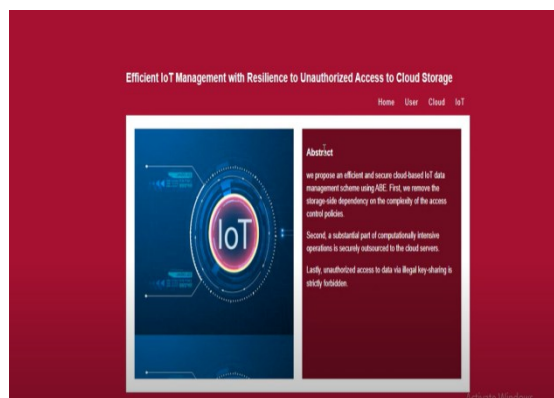 Efficient IoT Management with Resilience to Unauthorized Access to Cloud Storage
Home User Cloud IoT
IoT
Abstract
we propose an efficient and secure cloud-based IoT data
management scheme using ABE. First, we remove the
storage-side dependency on the complexity of the access
control policies.
Second, a substantial part of computationally intensive
operations is securely outsourced to the cloud servers.
Lastly, unauthorized access to data via illegal key-sharing is
strictly forbidden.
Activate Windows